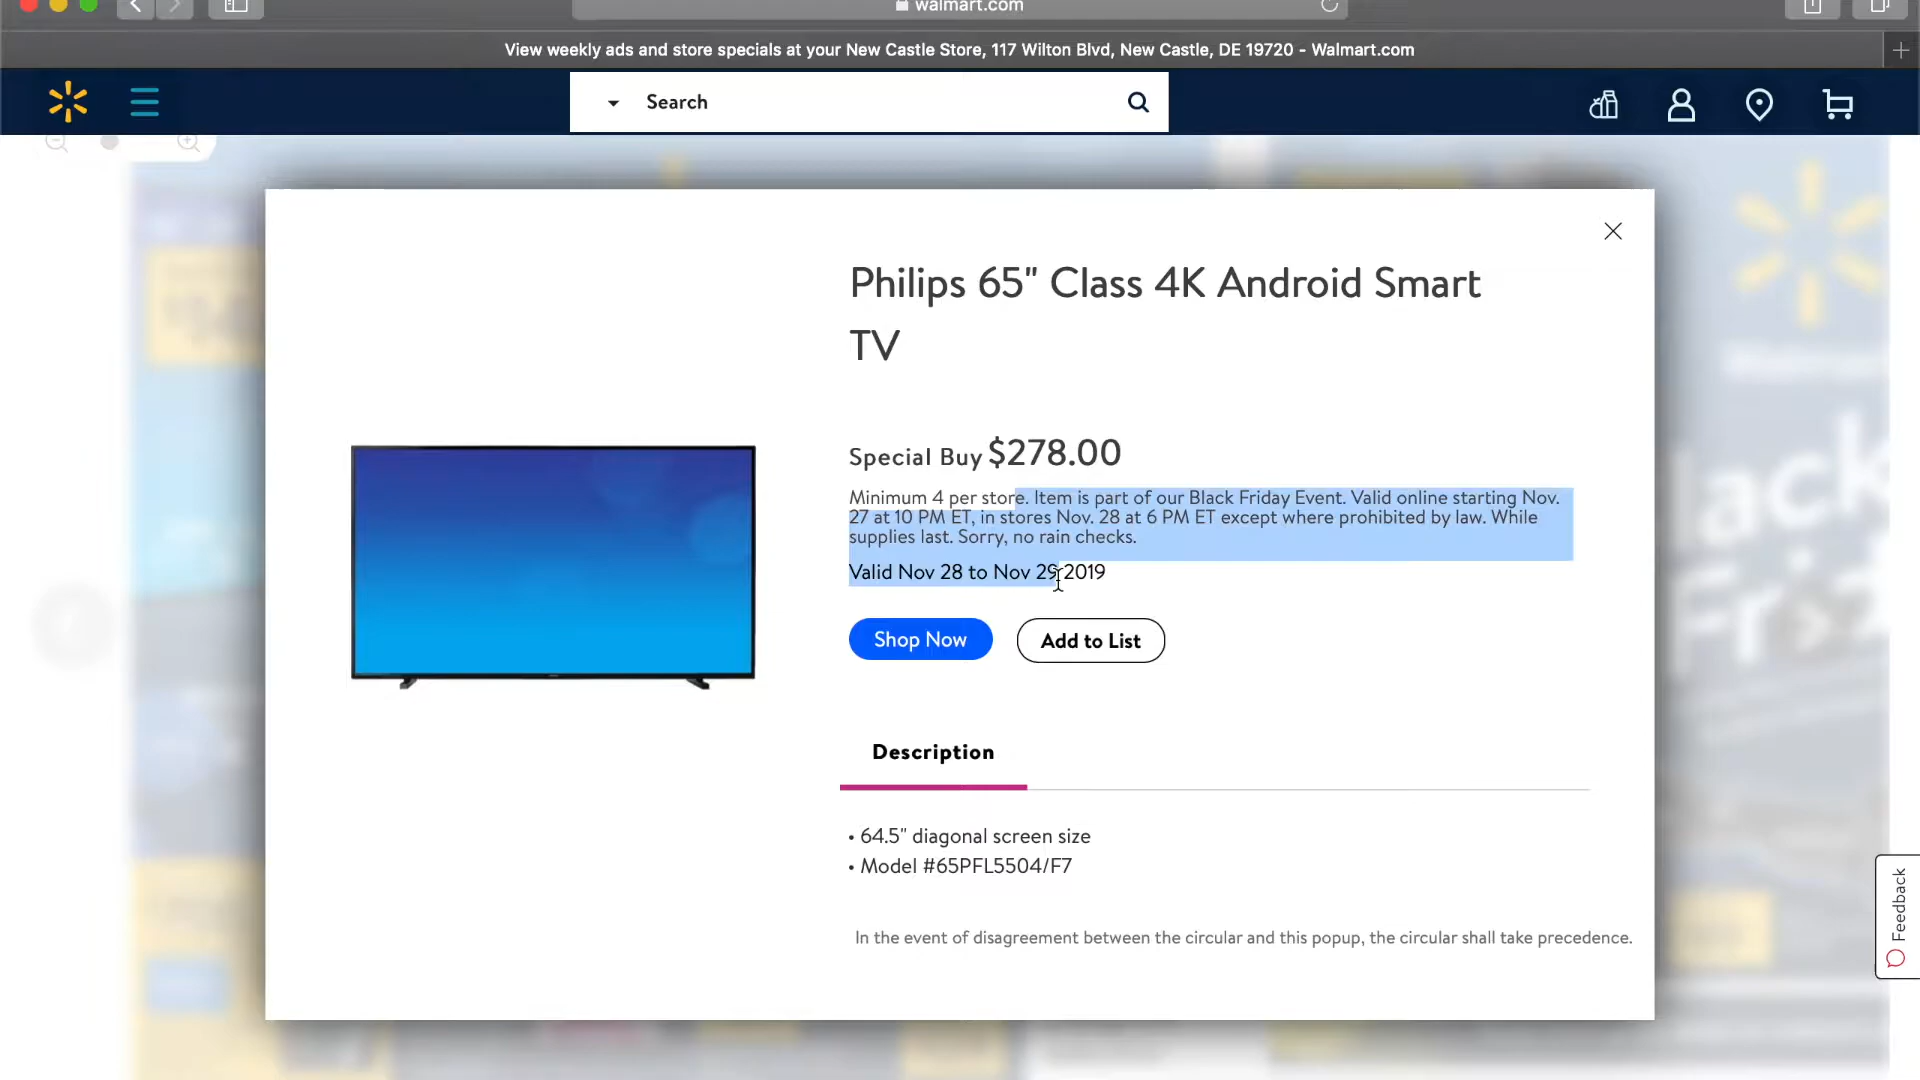 walmart.com
View weekly ads and store specials at your New Castle Store, 117 Wilton Blvd, New Castle, DE 19720 - Walmart.com
Search
Philips 65" Class 4K Android Smart
TV
Special Buy $278.00
Minimum 4 per store. Item is part of our Black Friday Event. Valid online starting Nov.
27 at 10 PM ET, in stores Nov. 28 at 6 PM ET except where prohibited by law. While
supplies last. Sorry, no rain checks.
Valid Nov 28 to Nov 29 2019
Shop Now
Add to List
Description
• 64.5" diagonal screen size
• Model #65PFL5504/F7
In the event of disagreement between the circular and this popup, the circular shall take precedence.
Feedback